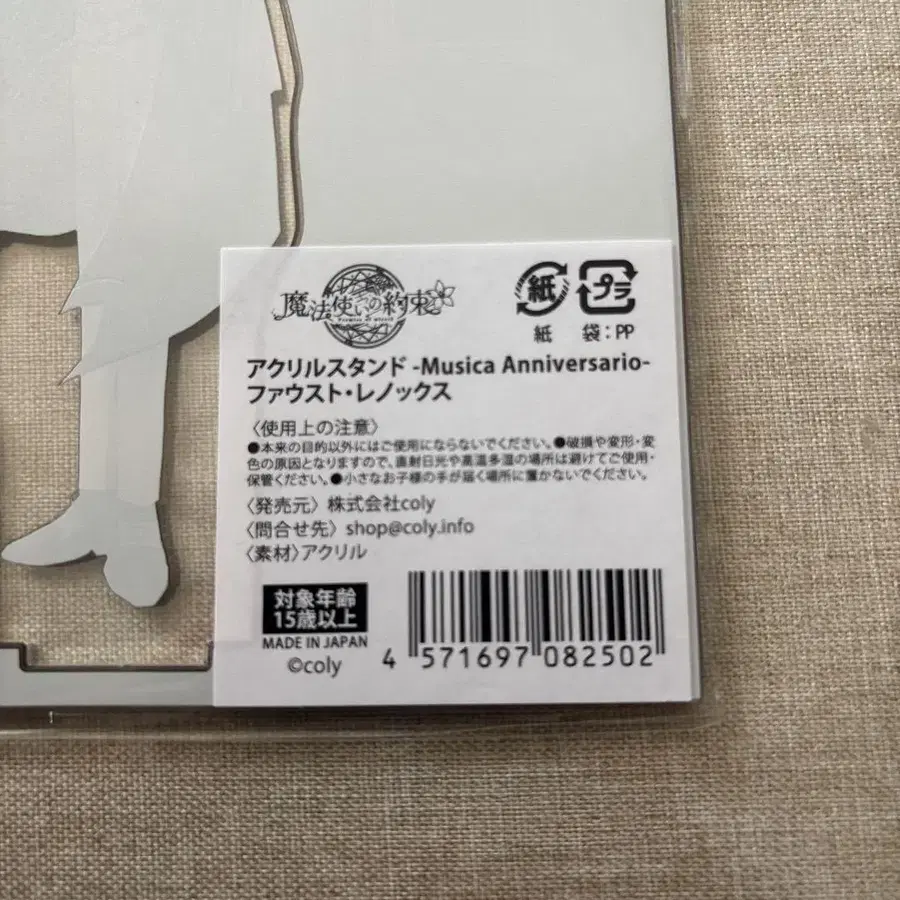 魔法使いの約束
Promise of Wizard
紙 プラ
紙 袋:PP
アクリルスタンド -Musica Anniversario-
ファウスト・レノックス
〈使用上の注意〉
●本来の目的以外にはご使用にならないでください。●破損や変形・変
色の原因となりますので、直射日光や高温多湿の場所は避けてご使用・
保管ください。●小さなお子様の手が届く場所に置かないでください。
〈発売元〉株式会社coly
〈問合せ先〉shop@coly.info
〈素材〉アクリル
対象年齢
15歳以上
MADE IN JAPAN
©coly
4 571697 082502